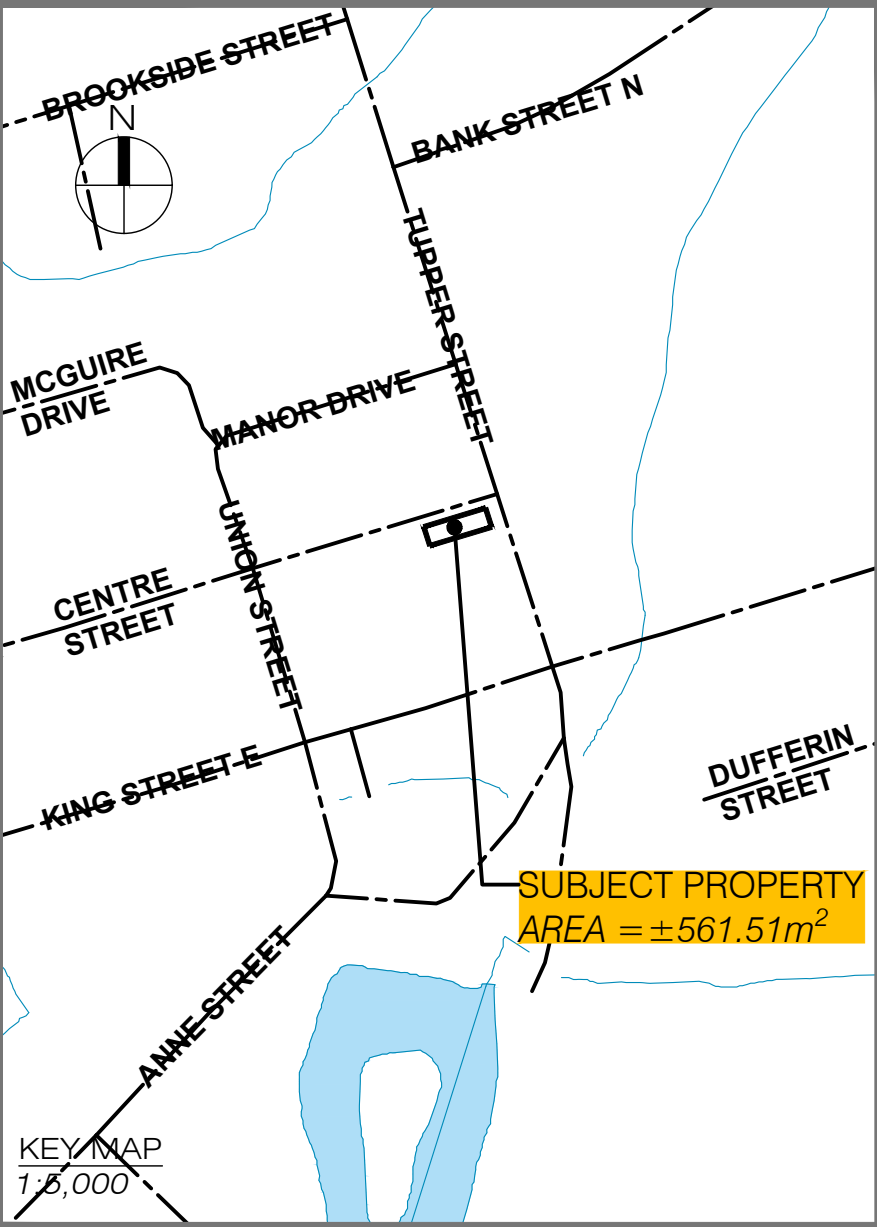 BROOKSIDE STREET
N
BANK STREET N
TUPPER STREET
MCGUIRE
DRIVE
MANOR DRIVE
UNION STREET
CENTRE
STREET
KING STREET E
DUFFERIN
STREET
SUBJECT PROPERTY
AREA = ±561.51m²
ANNE STREET
KEY MAP
1:5,000